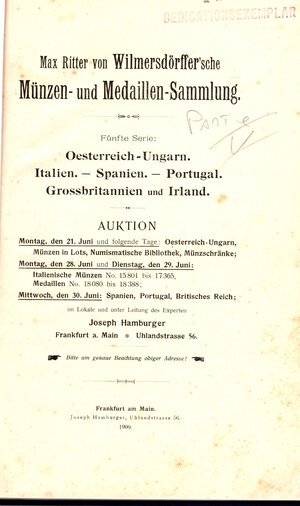 DEDICATIONSEXEMPLAR
Max Ritter von Wilmersdörffer'sche
Münzen- und Medaillen-Sammlung.
Part
V
Fünfte Serie:
Oesterreich-Ungarn.
Italien. — Spanien. — Portugal.
Grossbritannien und Irland.
AUKTION
Montag, den 21. Juni und folgende Tage: Oesterreich-Ungarn,
Münzen in Lots, Numismatische Bibliothek, Münzschränke;
Montag, den 28. Juni und Dienstag, den 29. Juni:
Italienische Münzen No. 15801 bis 17365,
Medaillen No. 18080 bis 18388;
Mittwoch, den 30. Juni: Spanien, Portugal, Britisches Reich;
im Lokale und unter Leitung des Experten
Joseph Hamburger
Frankfurt a. Main Uhlandstrasse 56.
Bitte um genaue Beachtung obiger Adresse!
Frankfurt am Main.
Joseph Hamburger, Uhlandstrasse 56.
1909.